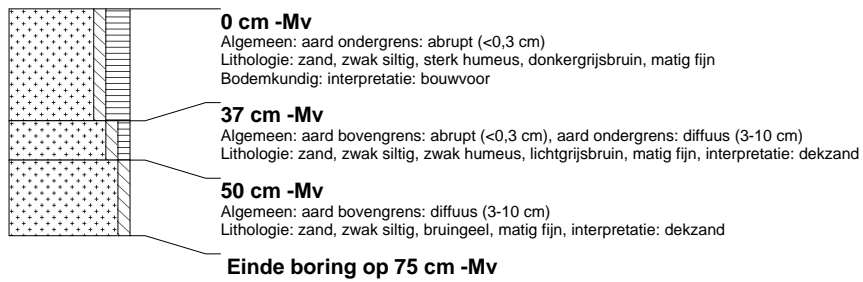 0 cm -Mv
Algemeen: aard ondergrens: abrupt (<0,3 cm)
Lithologie: zand, zwak siltig, sterk humeus, donkergrijsbruin, matig fijn
Bodemkundig: interpretatie: bouwvoor
37 cm -Mv
Algemeen: aard bovengrens: abrupt (<0,3 cm), aard ondergrens: diffuus (3-10 cm)
Lithologie: zand, zwak siltig, zwak humeus, lichtgrijsbruin, matig fijn, interpretatie: dekzand
50 cm -Mv
Algemeen: aard bovengrens: diffuus (3-10 cm)
Lithologie: zand, zwak siltig, bruingeel, matig fijn, interpretatie: dekzand
Einde boring op 75 cm -Mv